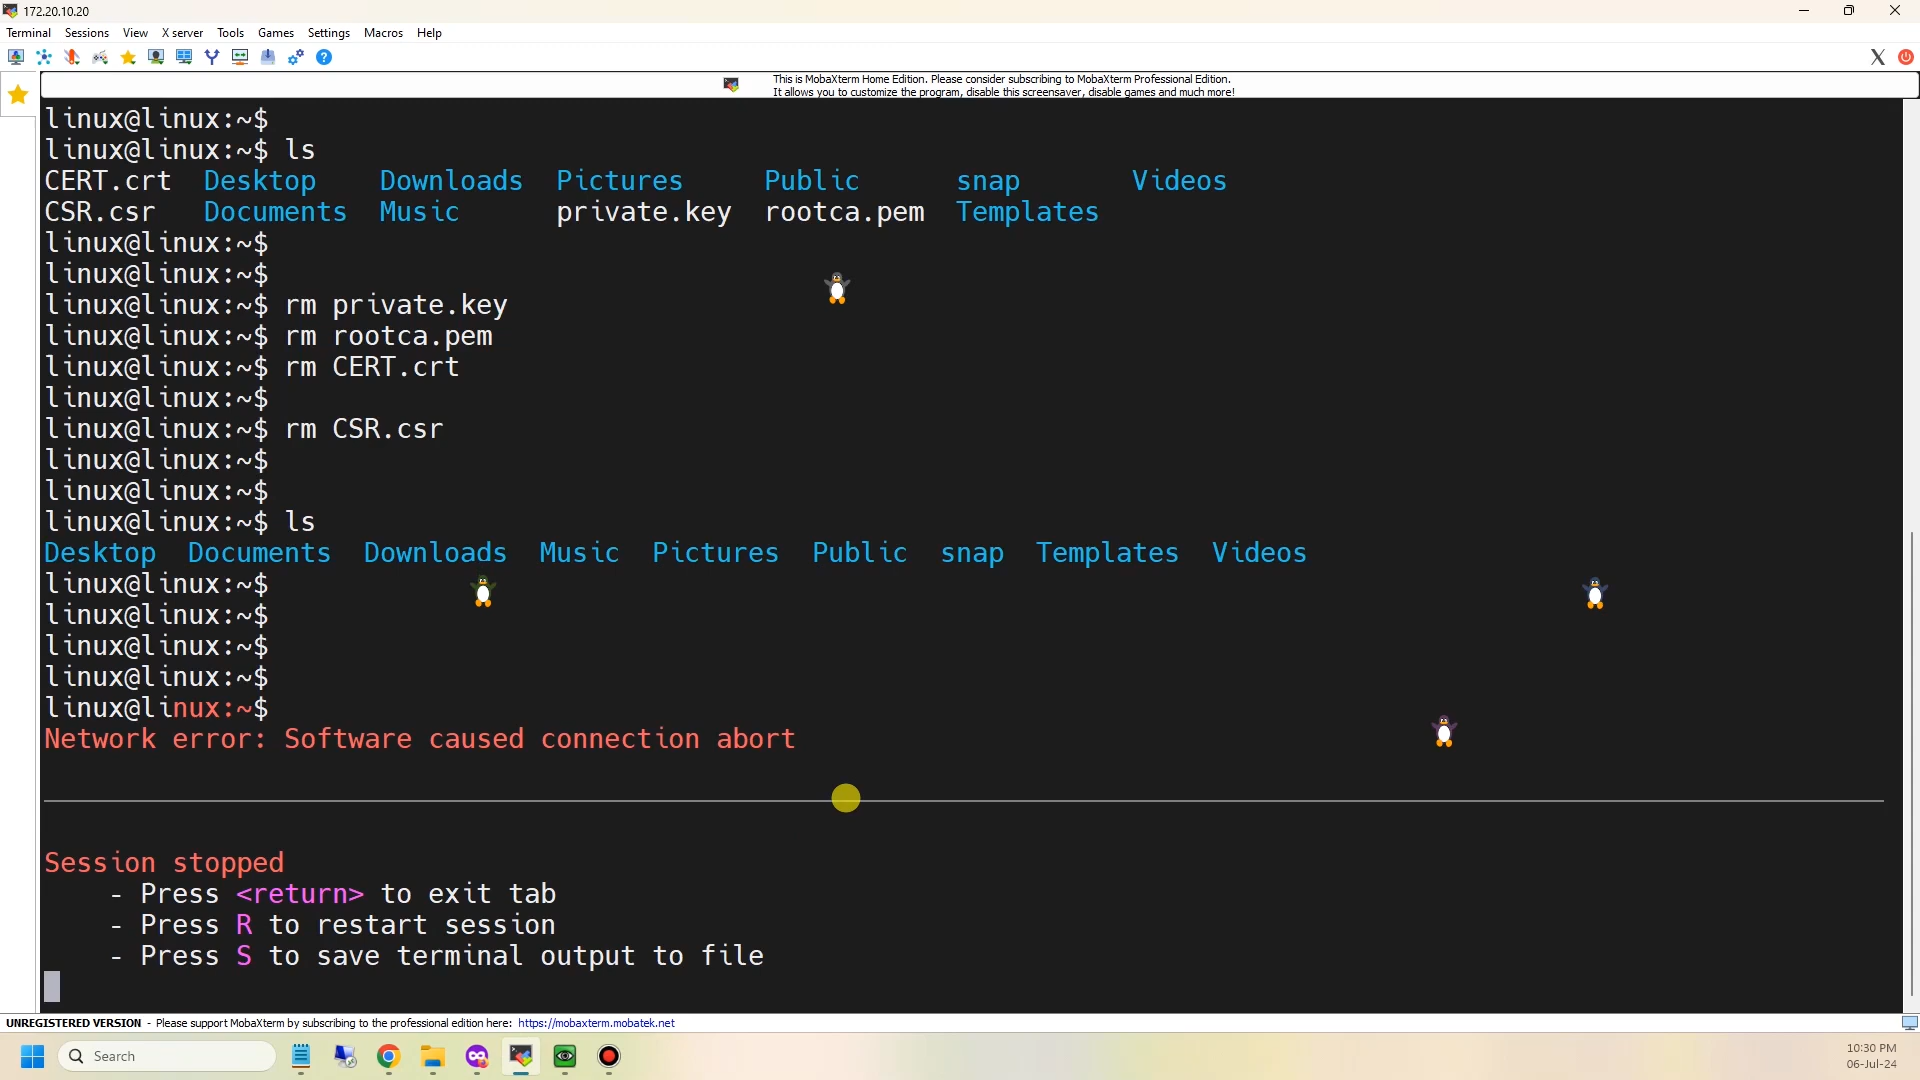 172.20.10.20
Terminal Sessions View X server Tools Games Settings Macros Help
This is MobaXterm Home Edition. Please consider subscribing to MobaXterm Professional Edition.
It allows you to customize the program, disable this screensaver, disable games and much more!
linux@linux:~$
linux@linux:~$ ls
CERT.crt Desktop Downloads Pictures Public snap Videos
CSR.csr Documents Music private.key rootca.pem Templates
linux@linux:~$
linux@linux:~$
linux@linux:~$ rm private.key
linux@linux:~$ rm rootca.pem
linux@linux:~$ rm CERT.crt
linux@linux:~$
linux@linux:~$ rm CSR.csr
linux@linux:~$
linux@linux:~$
linux@linux:~$ ls
Desktop Documents Downloads Music Pictures Public snap Templates Videos
linux@linux:~$
linux@linux:~$
linux@linux:~$
linux@linux:~$
linux@linux:~$
Network error: Software caused connection abort
Session stopped
- Press <return> to exit tab
- Press R to restart session
- Press S to save terminal output to file
UNREGISTERED VERSION - Please support MobaXterm by subscribing to the professional edition here: https://mobaxterm.mobatek.net
Search
10:30 PM
06-Jul-24